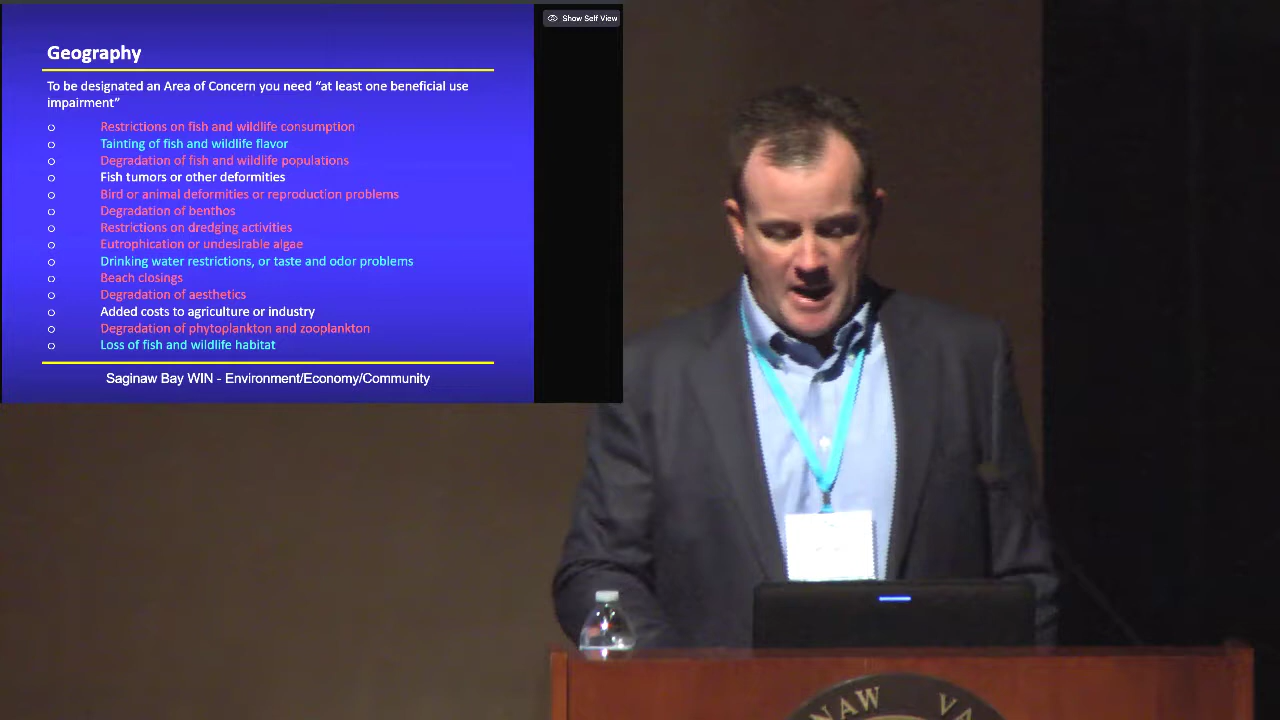 Show Self View
Geography
To be designated an Area of Concern you need “at least one beneficial use
impairment”
o Restrictions on fish and wildlife consumption
o Tainting of fish and wildlife flavor
o Degradation of fish and wildlife populations
o Fish tumors or other deformities
o Bird or animal deformities or reproduction problems
o Degradation of benthos
o Restrictions on dredging activities
o Eutrophication or undesirable algae
o Drinking water restrictions, or taste and odor problems
o Beach closings
o Degradation of aesthetics
o Added costs to agriculture or industry
o Degradation of phytoplankton and zooplankton
o Loss of fish and wildlife habitat
Saginaw Bay WIN - Environment/Economy/Community
NAW VA